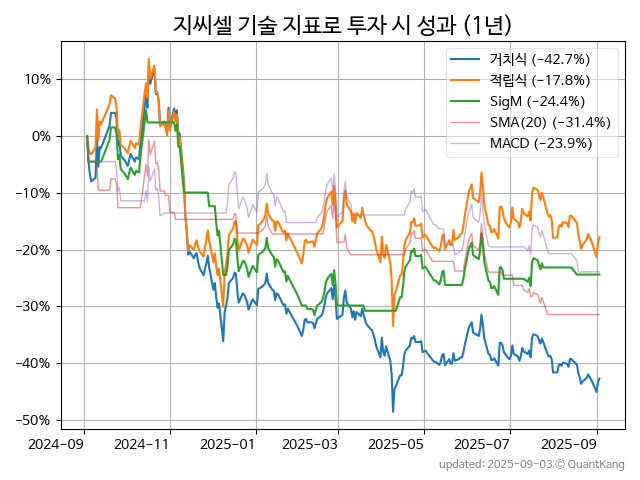 지씨셀 기술 지표로 투자 시 성과 (1년)
거치식 (−42.7%)
적립식 (−17.8%)
SigM (−24.4%)
SMA(20) (−31.4%)
MACD (−23.9%)
10%
0%
−10%
−20%
−30%
−40%
−50%
2024-09 2024-11 2025-01 2025-03 2025-05 2025-07 2025-09
updated: 2025-09-03 © QuantKang